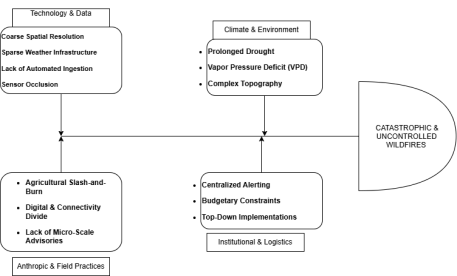 Technology & Data
Coarse Spatial Resolution
Sparse Weather Infrastructure
Lack of Automated Ingestion
Sensor Occlusion
Climate & Environment
Prolonged Drought
Vapor Pressure Deficit (VPD)
Complex Topography
CATASTROPHIC &
UNCONTROLLED
WILDFIRES
Agricultural Slash-and-
Burn
Digital & Connectivity
Divide
Lack of Micro-Scale
Advisories
Anthropic & Field Practices
Centralized Alerting
Budgetary Constraints
Top-Down Implementations
Institutional & Logistics